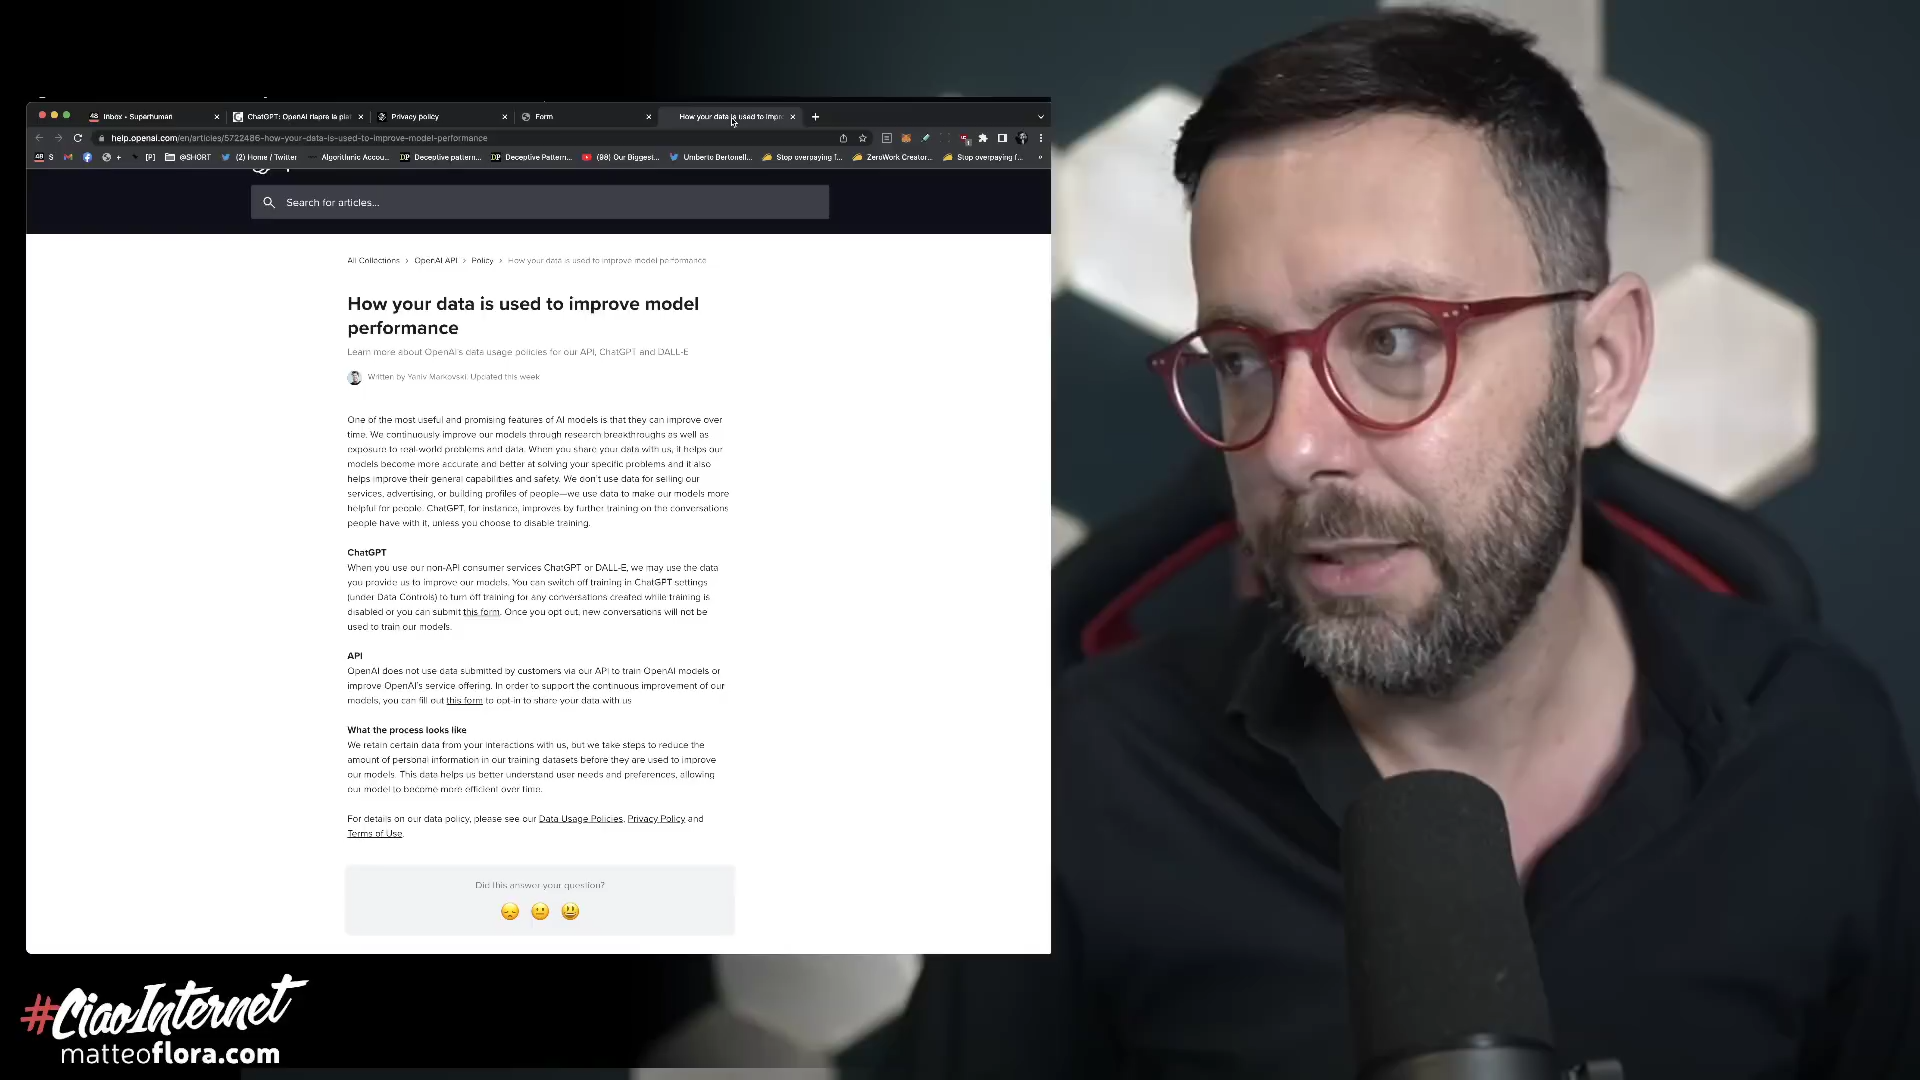 48 Inbox • Superhuman
ChatGPT: OpenAI riapre la piat
Privacy policy
Form
How your data is used to impro
help.openai.com/en/articles/5722486-how-your-data-is-used-to-improve-model-performance
48 S
+
[P]
@SHORT
(2) Home / Twitter
Algorithmic Accou...
DP Deceptive pattern...
DP Deceptive Pattern...
(98) Our Biggest...
Umberto Bertonell...
Stop overpaying f...
ZeroWork Creator...
Stop overpaying f...
»
Search for articles...
All Collections > OpenAI API > Policy > How your data is used to improve model performance
How your data is used to improve model
performance
Learn more about OpenAI's data usage policies for our API, ChatGPT and DALL-E
Written by Yaniv Markovski. Updated this week
One of the most useful and promising features of AI models is that they can improve over
time. We continuously improve our models through research breakthroughs as well as
exposure to real-world problems and data. When you share your data with us, it helps our
models become more accurate and better at solving your specific problems and it also
helps improve their general capabilities and safety. We don't use data for selling our
services, advertising, or building profiles of people—we use data to make our models more
helpful for people. ChatGPT, for instance, improves by further training on the conversations
people have with it, unless you choose to disable training.
ChatGPT
When you use our non-API consumer services ChatGPT or DALL-E, we may use the data
you provide us to improve our models. You can switch off training in ChatGPT settings
(under Data Controls) to turn off training for any conversations created while training is
disabled or you can submit this form. Once you opt out, new conversations will not be
used to train our models.
API
OpenAI does not use data submitted by customers via our API to train OpenAI models or
improve OpenAI's service offering. In order to support the continuous improvement of our
models, you can fill out this form to opt-in to share your data with us
What the process looks like
We retain certain data from your interactions with us, but we take steps to reduce the
amount of personal information in our training datasets before they are used to improve
our models. This data helps us better understand user needs and preferences, allowing
our model to become more efficient over time.
For details on our data policy, please see our Data Usage Policies, Privacy Policy and
Terms of Use.
Did this answer your question?
#CiaoInternet
matteoflora.com